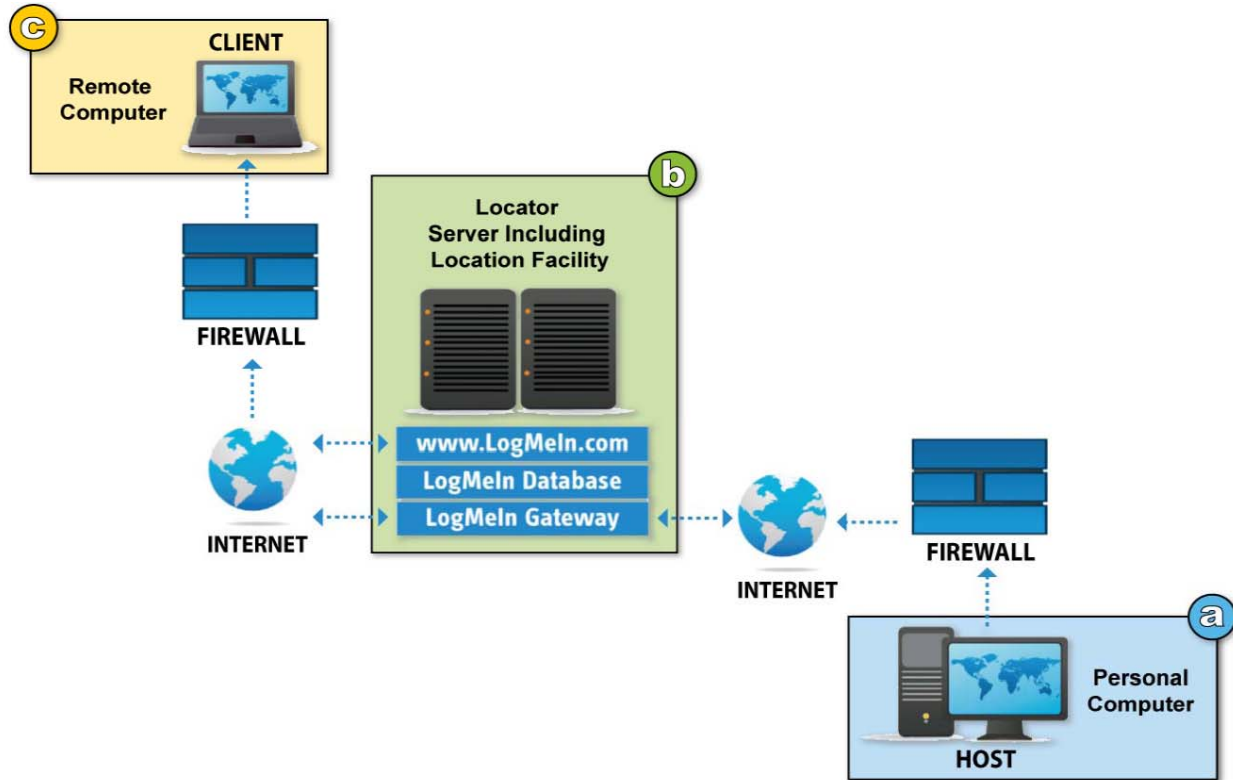 c
CLIENT
Remote
Computer
FIREWALL
INTERNET
b
Locator
Server Including
Location Facility
www.LogMeIn.com
LogMeIn Database
LogMeIn Gateway
INTERNET
FIREWALL
a
Personal
Computer
HOST